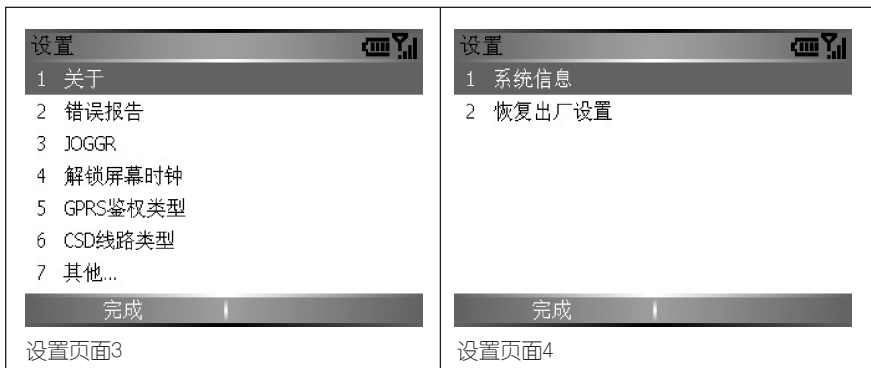 设置
1 关于
2 错误报告
3 JOGGR
4 解锁屏幕时钟
5 GPRS鉴权类型
6 CSD线路类型
7 其他...
完成
设置页面3
设置
1 系统信息
2 恢复出厂设置
完成
设置页面4